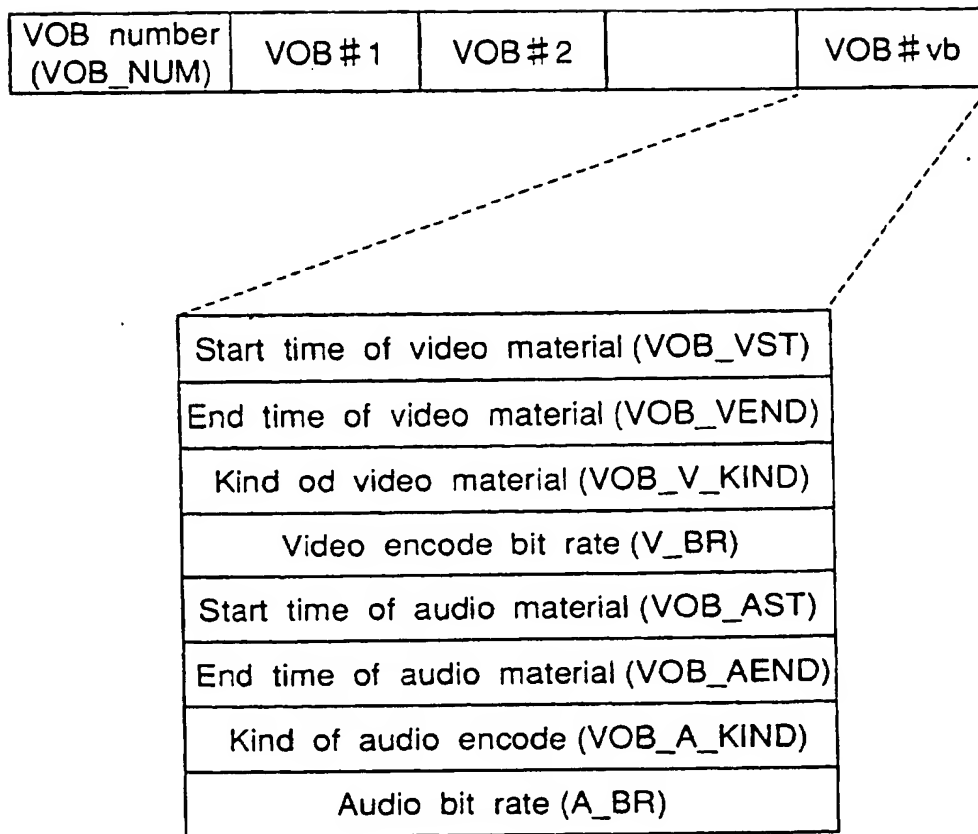 VOB number
(VOB_NUM)
VOB#1
VOB#2
VOB#vb
Start time of video material (VOB_VST)
End time of video material (VOB_VEND)
Kind od video material (VOB_V_KIND)
Video encode bit rate (V_BR)
Start time of audio material (VOB_AST)
End time of audio material (VOB_AEND)
Kind of audio encode (VOB_A_KIND)
Audio bit rate (A_BR)